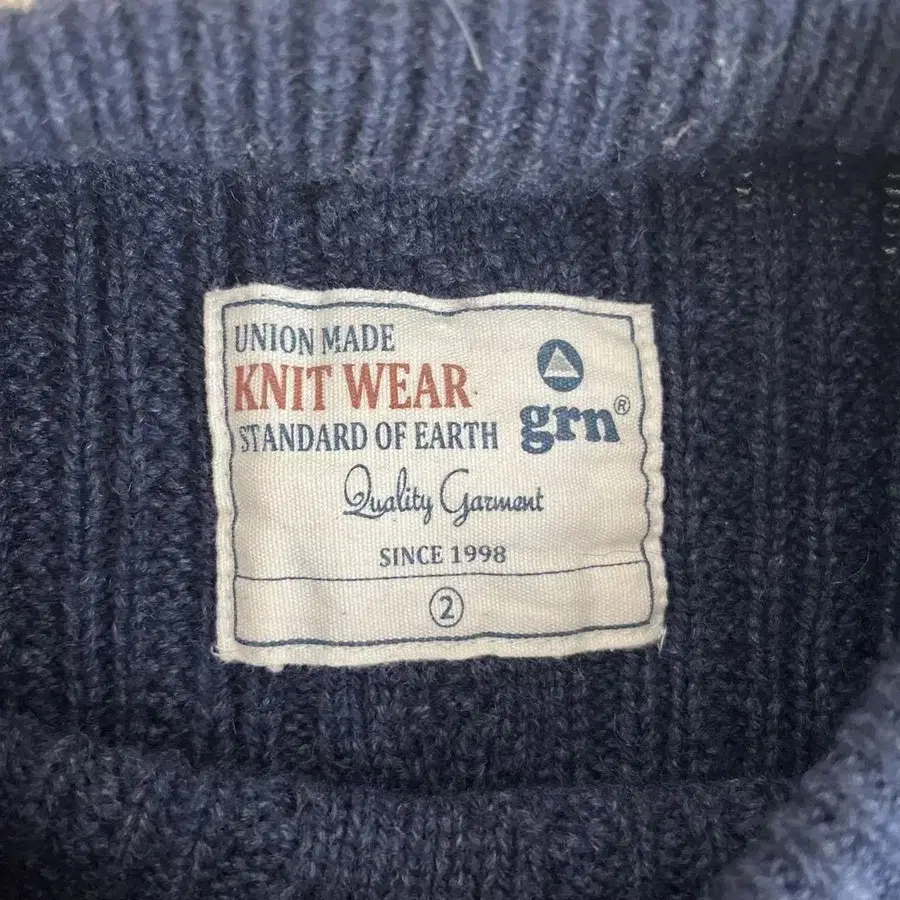 UNION MADE
KNIT WEAR
STANDARD OF EARTH
grn®
Quality Garment
SINCE 1998
②